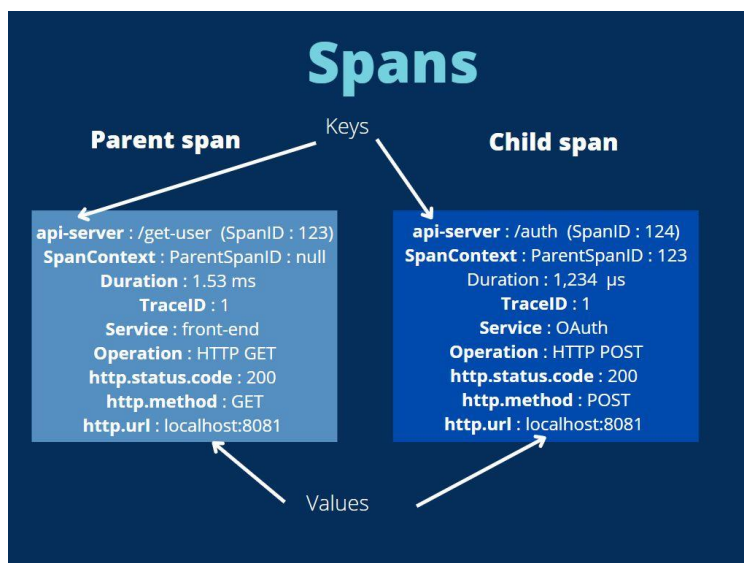 Spans
Keys
Parent span
Child span
api-server : /get-user (SpanID : 123)
SpanContext : ParentSpanID : null
Duration : 1.53 ms
TraceID : 1
Service : front-end
Operation : HTTP GET
http.status.code : 200
http.method : GET
http.url : localhost:8081
api-server : /auth (SpanID : 124)
SpanContext : ParentSpanID : 123
Duration : 1,234 µs
TraceID : 1
Service : OAuth
Operation : HTTP POST
http.status.code : 200
http.method : POST
http.url : localhost:8081
Values